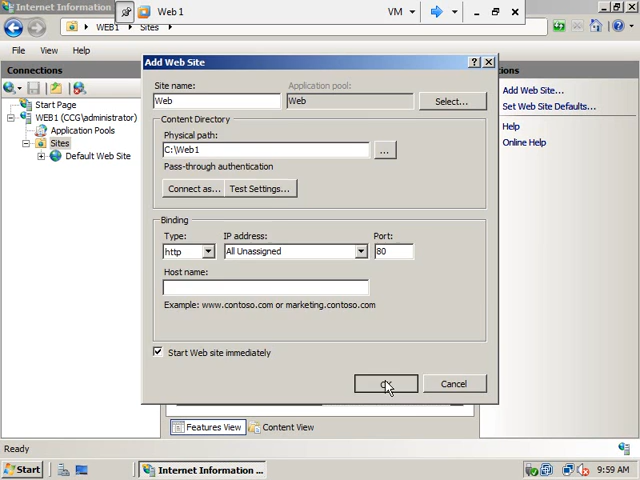 Internet Information
Web 1
VM
WEB1
Sites
File View Help
Connections
Start Page
WEB1 (CCG\administrator)
Application Pools
Sites
Default Web Site
Add Web Site
Site name:
Application pool:
Web
Web
Select...
Content Directory
Physical path:
C:\Web1
...
Pass-through authentication
Connect as...
Test Settings...
Binding
Type:
IP address:
Port:
http
All Unassigned
80
Host name:
Example: www.contoso.com or marketing.contoso.com
Start Web site immediately
Cancel
Add Web Site...
Set Web Site Defaults...
Help
Online Help
Features View
Content View
Ready
Start
Internet Information ...
9:59 AM